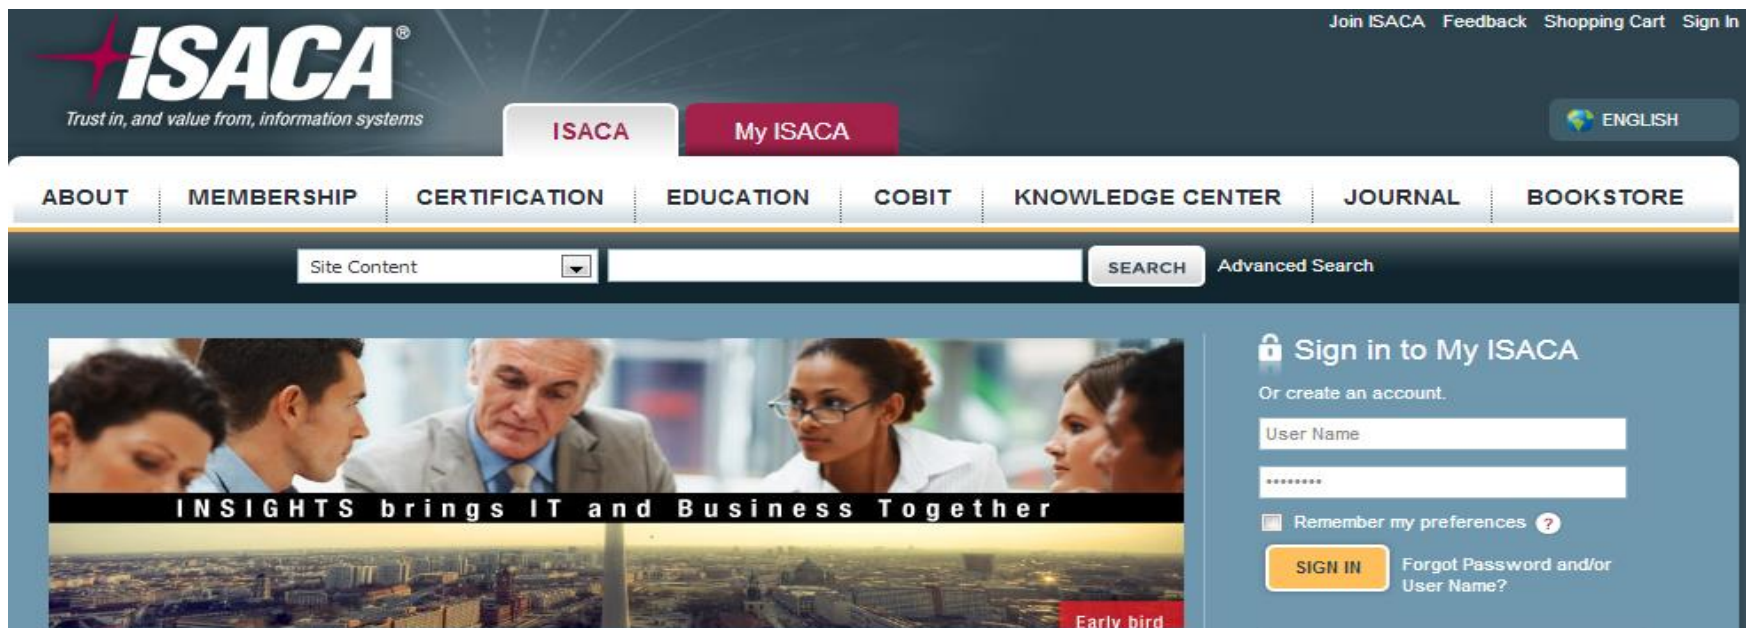 Join ISACA Feedback Shopping Cart Sign In
ISACA®
Trust in, and value from, information systems
ISACA My ISACA
ENGLISH
ABOUT MEMBERSHIP CERTIFICATION EDUCATION COBIT KNOWLEDGE CENTER JOURNAL BOOKSTORE
Site Content SEARCH Advanced Search
INSIGHTS brings IT and Business Together
Early bird
Sign in to My ISACA
Or create an account.
User Name
••••••••
Remember my preferences ?
SIGN IN Forgot Password and/or
User Name?